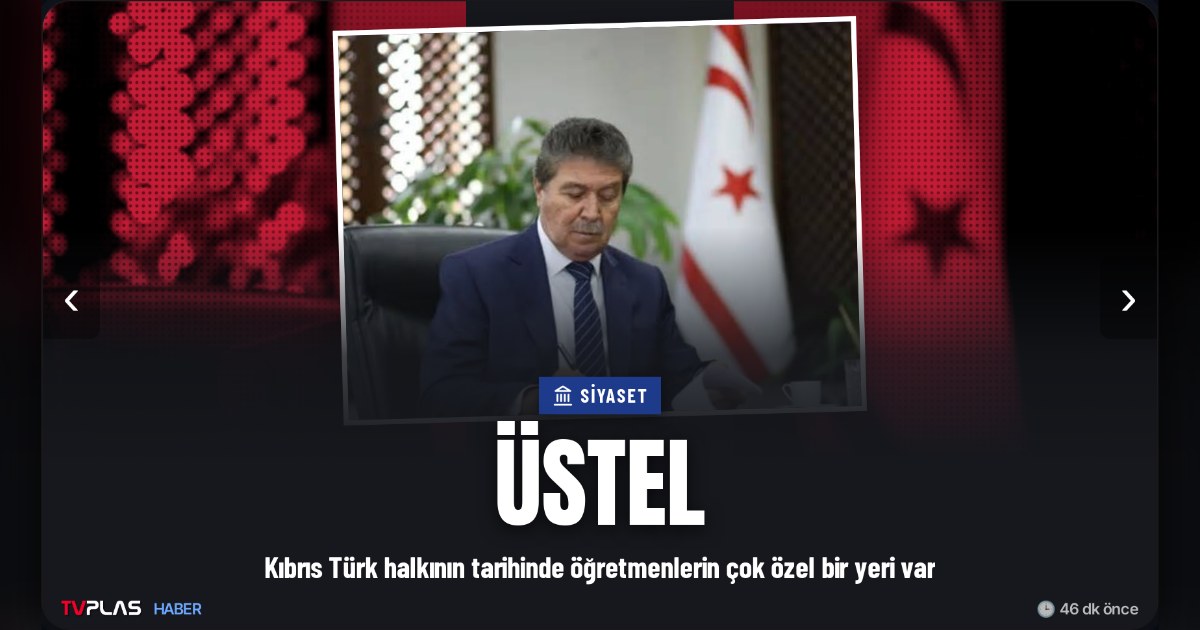 SİYASET
ÜSTEL
Kıbrıs Türk halkının tarihinde öğretmenlerin çok özel bir yeri var
TVPLAS HABER
46 dk önce